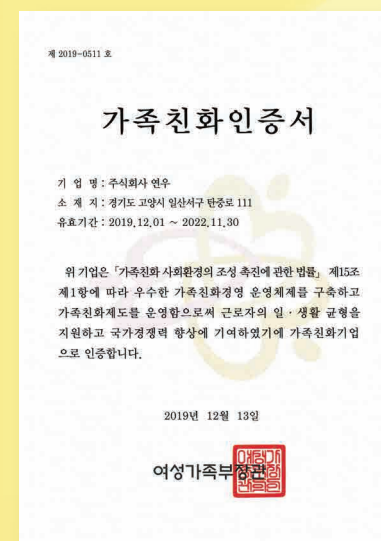 제 2019-0511 호
가족친화인증서
기 업 명 : 주식회사 연우
소 재 지 : 경기도 고양시 일산서구 탄중로 111
유효기간 : 2019.12.01 ~ 2022.11.30
위 기업은 「가족친화 사회환경의 조성 촉진에 관한 법률」 제15조
제1항에 따라 우수한 가족친화경영 운영체제를 구축하고
가족친화제도를 운영함으로써 근로자의 일 · 생활 균형을
지원하고 국가경쟁력 향상에 기여하였기에 가족친화기업
으로 인증합니다.
2019년 12월 13일
여성가족부장관